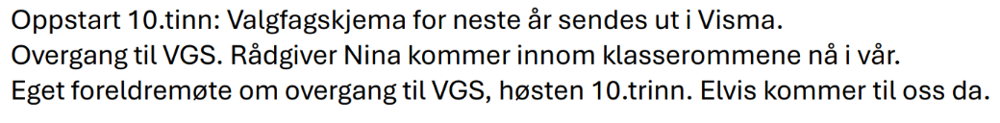 Oppstart 10.tinn: Valgfagskjema for neste år sendes ut i Visma.
Overgang til VGS. Rådgiver Nina kommer innom klasserommene nå i vår.
Eget foreldremøte om overgang til VGS, høsten 10.trinn. Elvis kommer til oss da.